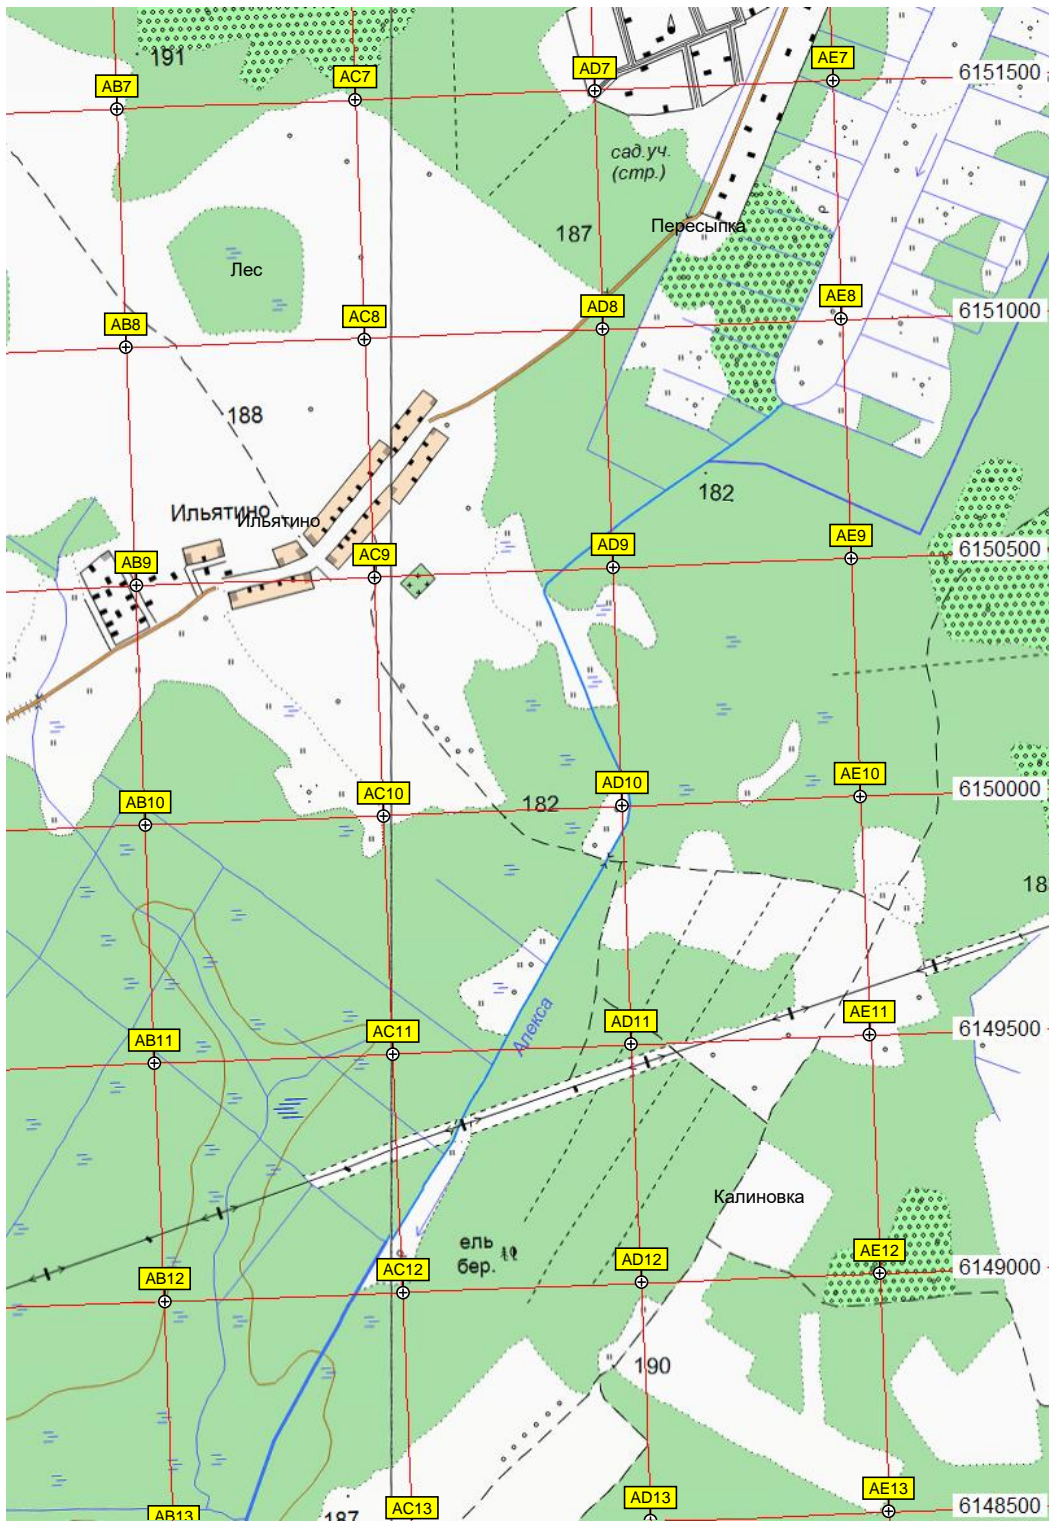 191
AB7
AC7
AD7
AE7
6151500
сад.уч.
(стр.)
187
Пересыпка
Лес
AB8
AC8
AD8
AE8
6151000
188
182
Ильятино
Ильятино
AB9
AC9
AD9
AE9
6150500
AB10
AC10
182
AD10
AE10
6150000
18
Алекса
AB11
AC11
AD11
AE11
6149500
Калиновка
ель
бер.
AB12
AC12
AD12
AE12
6149000
190
AB13
187
AC13
AD13
AE13
6148500